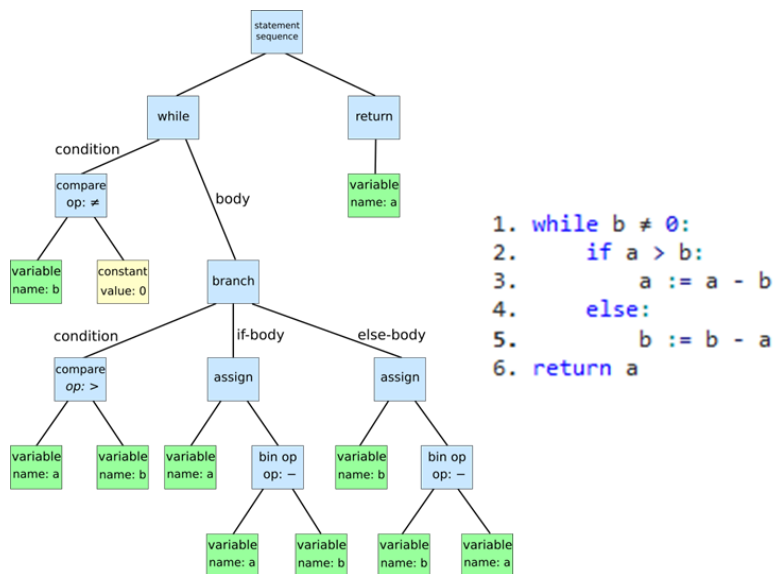 statement
sequence
while
return
condition
body
compare
op: ≠
variable
name: a
variable
name: b
constant
value: 0
branch
condition
if-body
else-body
compare
op: >
assign
assign
variable
name: a
variable
name: b
variable
name: a
bin op
op: −
variable
name: b
bin op
op: −
variable
name: a
variable
name: b
variable
name: b
variable
name: a
1. while b ≠ 0:
2. if a > b:
3. a := a - b
4. else:
5. b := b - a
6. return a